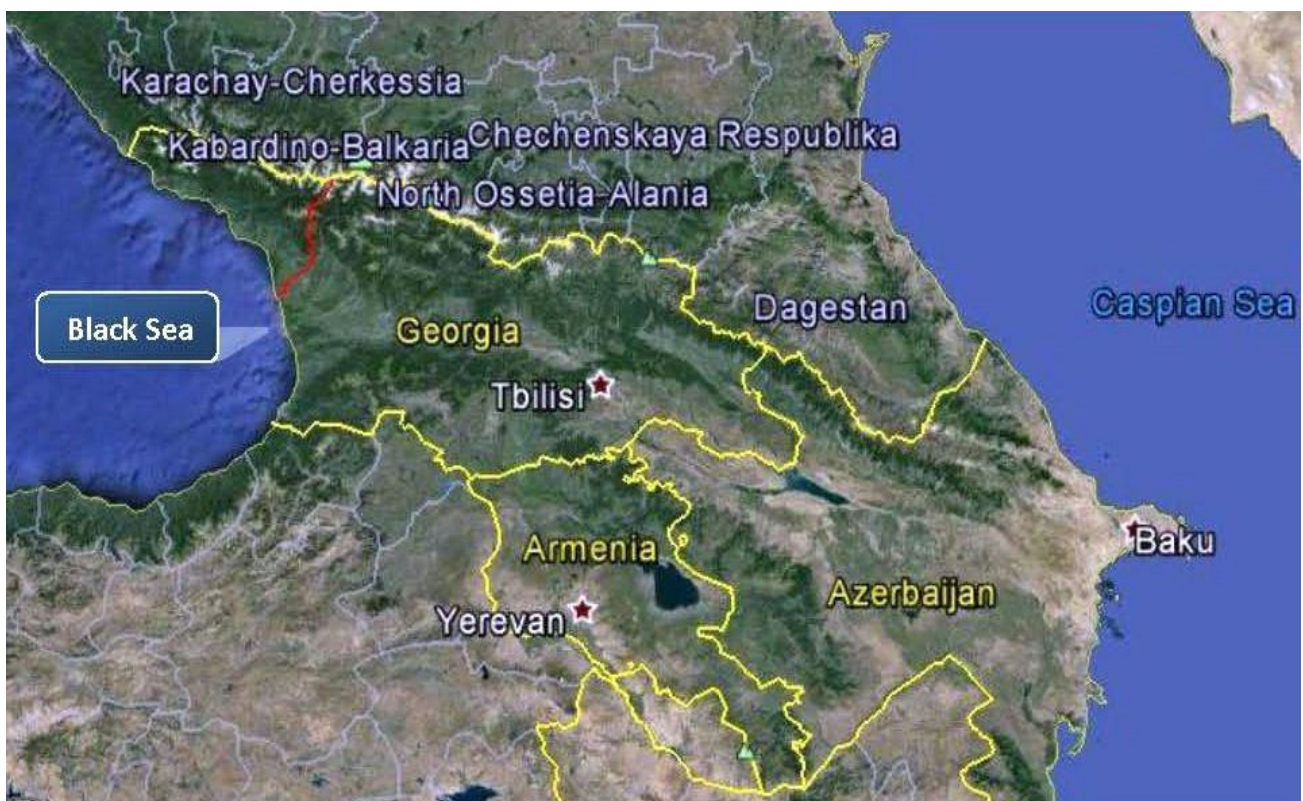 Karachay-Cherkessia
Kabardino-Balkaria
Chechenskaya Respublika
North Ossetia-Alania
Dagestan
Caspian Sea
Black Sea
Georgia
Tbilisi
Baku
Armenia
Azerbaijan
Yerevan